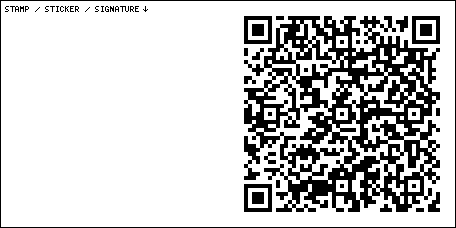 STAMP / STICKER / SIGNATURE ↓